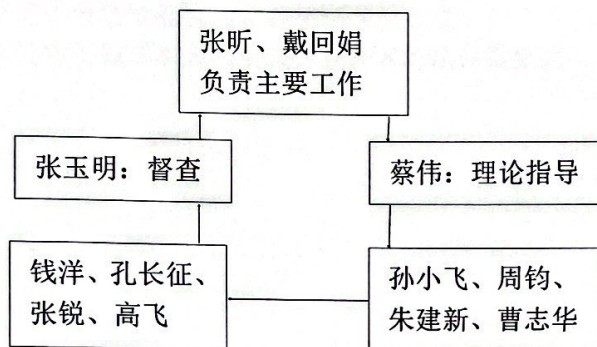 张昕、戴回娟
负责主要工作
张玉明：督查
蔡伟：理论指导
钱洋、孔长征、
张锐、高飞
孙小飞、周钧、
朱建新、曹志华